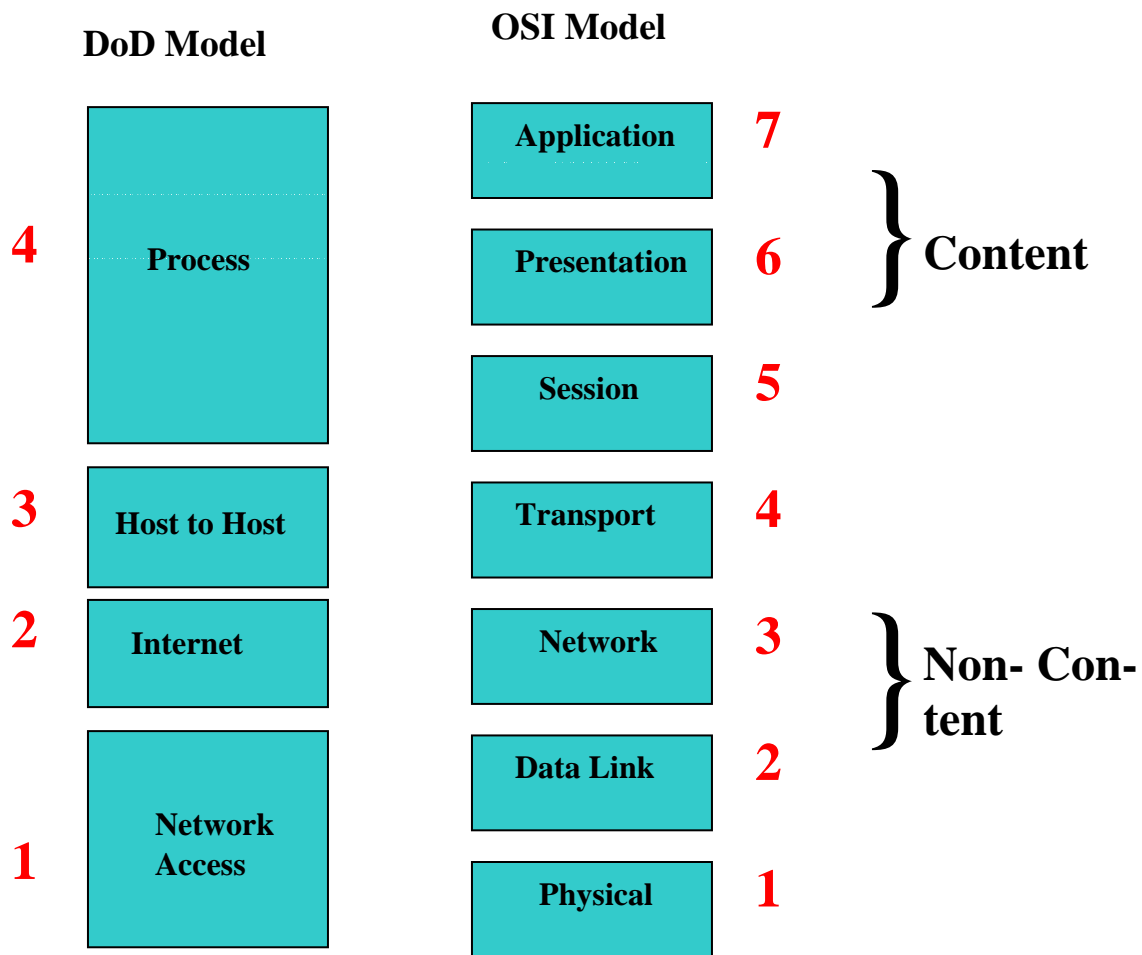 DoD Model
OSI Model
4
Process
3
Host to Host
2
Internet
1
Network
Access
Application
7
Presentation
6
Session
5
Transport
4
Network
3
Data Link
2
Physical
1
}
Content
}
Non- Con-
tent